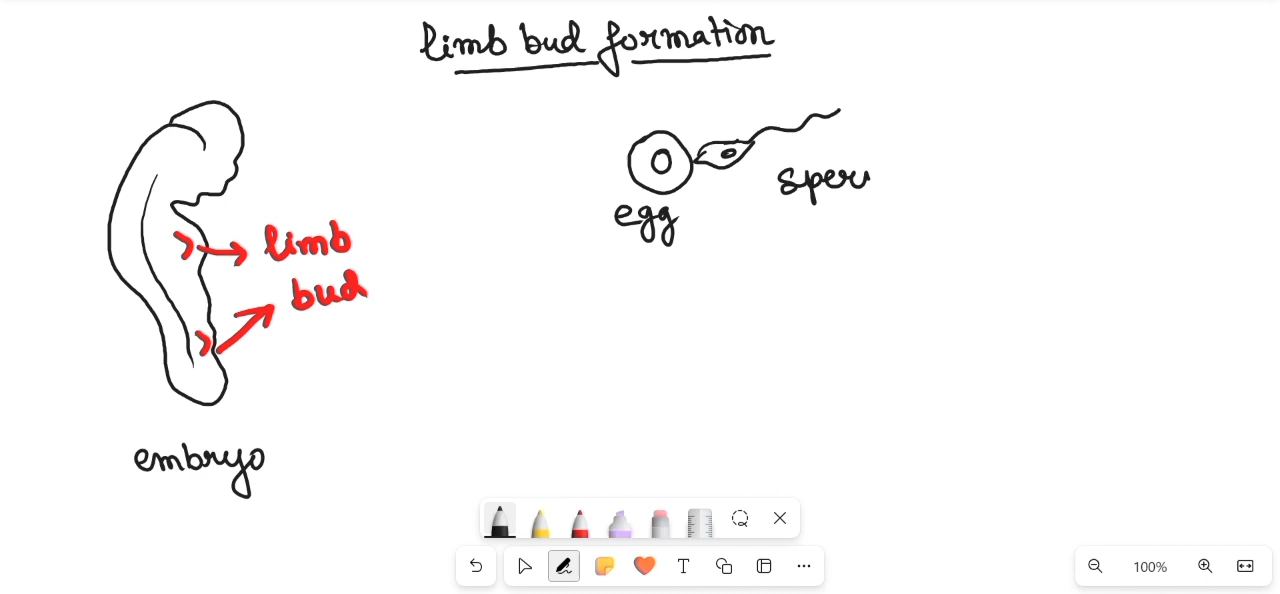 limb bud formation
limb
bud
embryo
egg
sper
100%